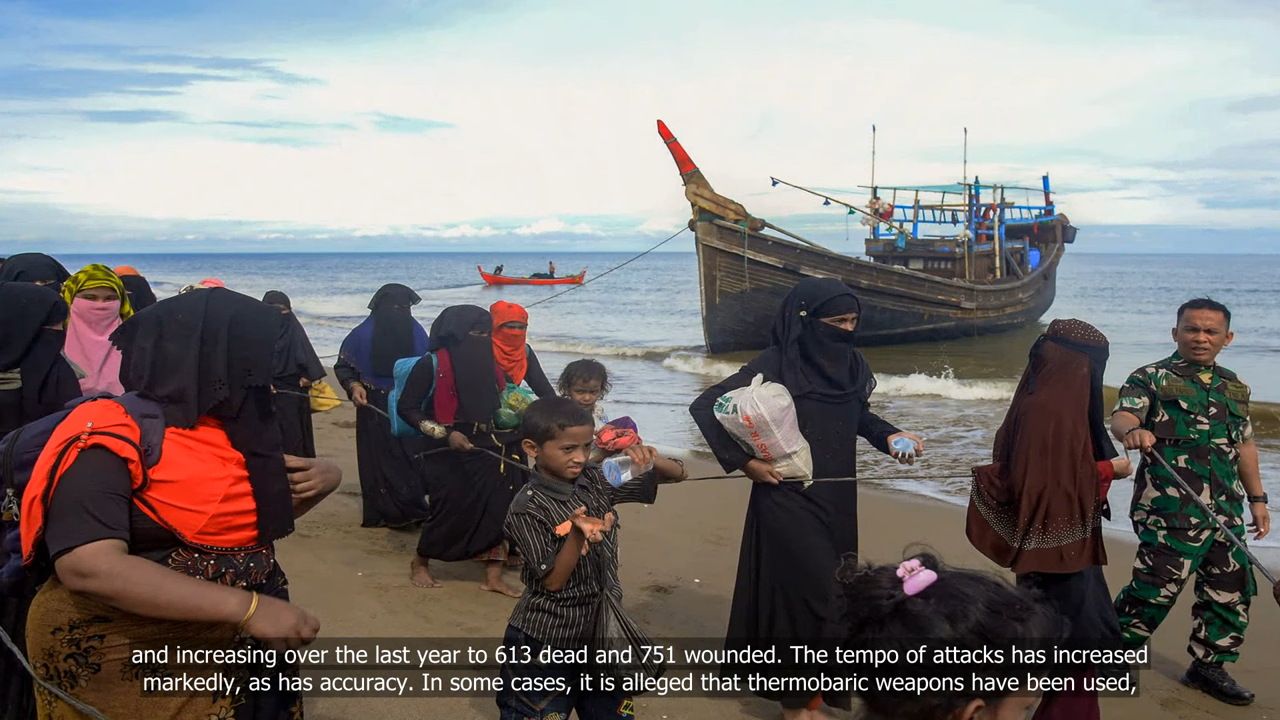 and increasing over the last year to 613 dead and 751 wounded. The tempo of attacks has increased
markedly, as has accuracy. In some cases, it is alleged that thermobaric weapons have been used,